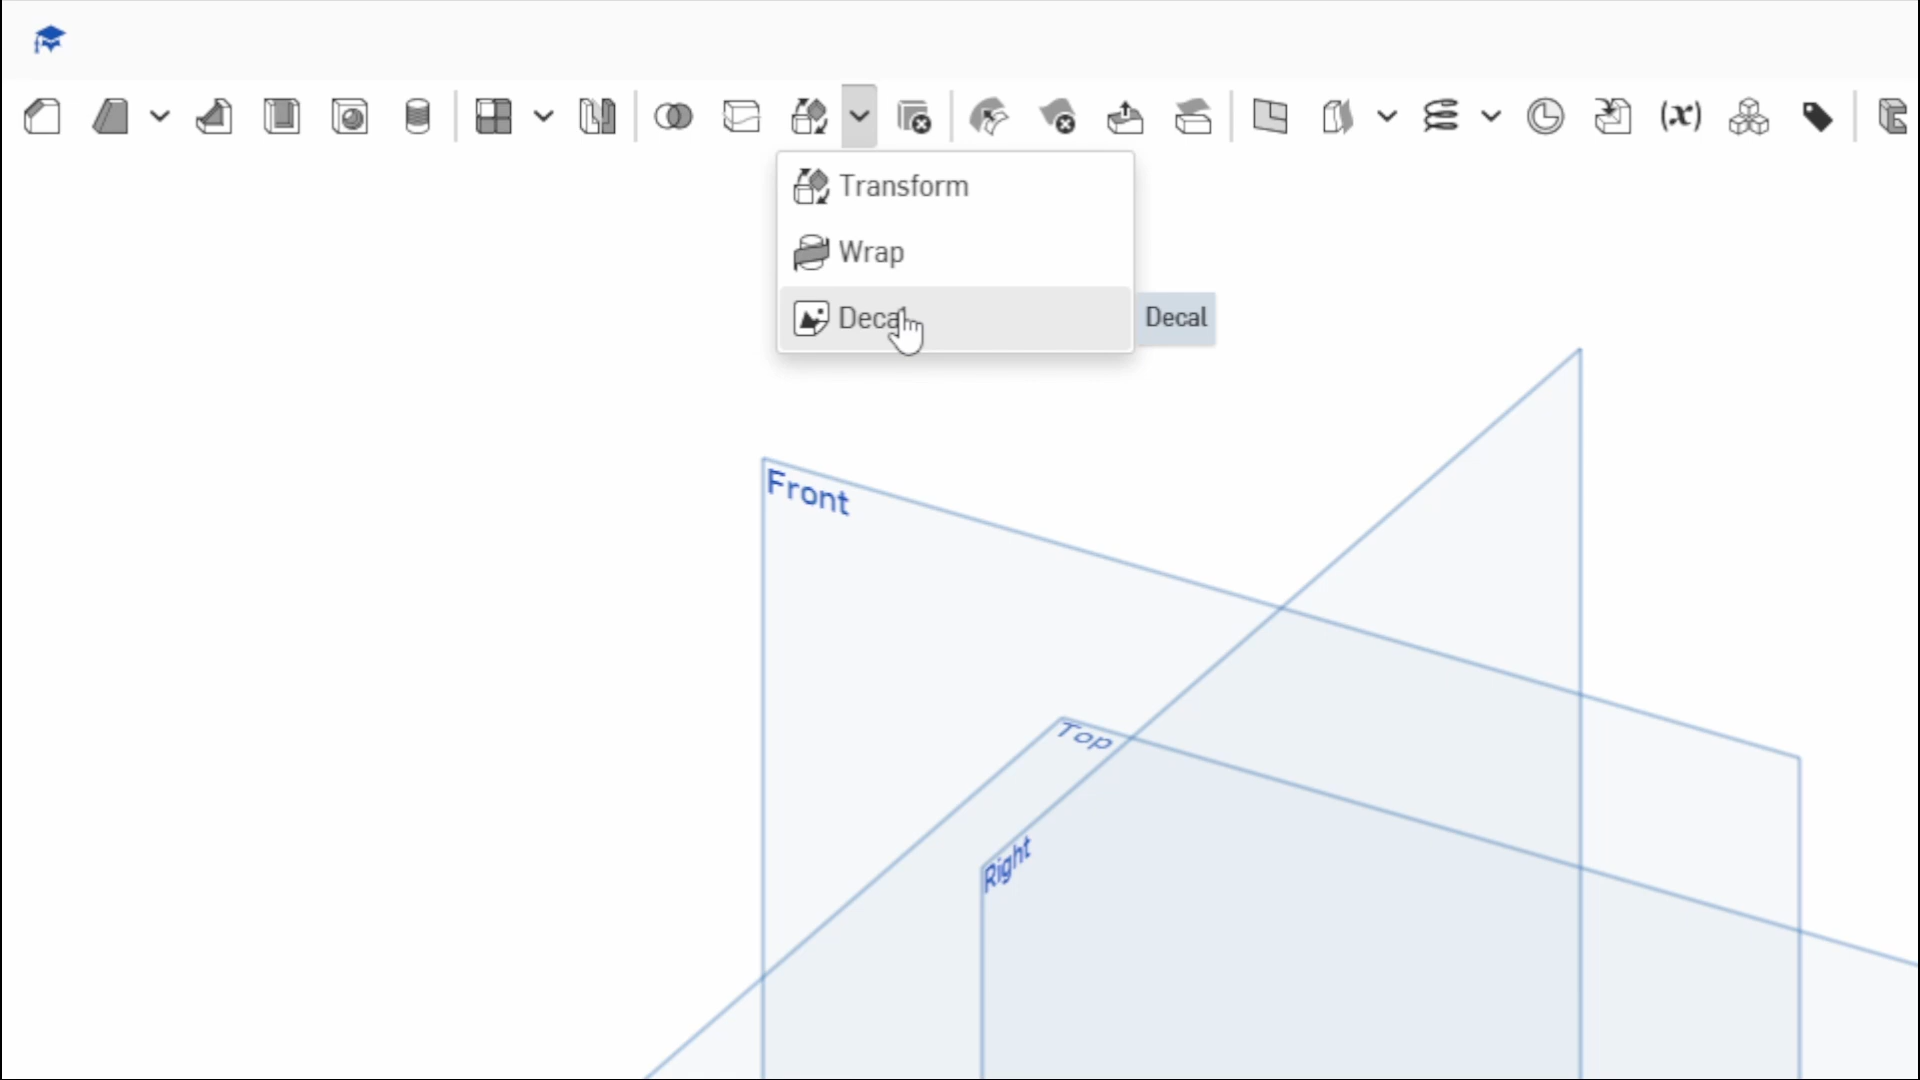 (x)
Transform
Wrap
Decal
Decal
Front
Top
Right